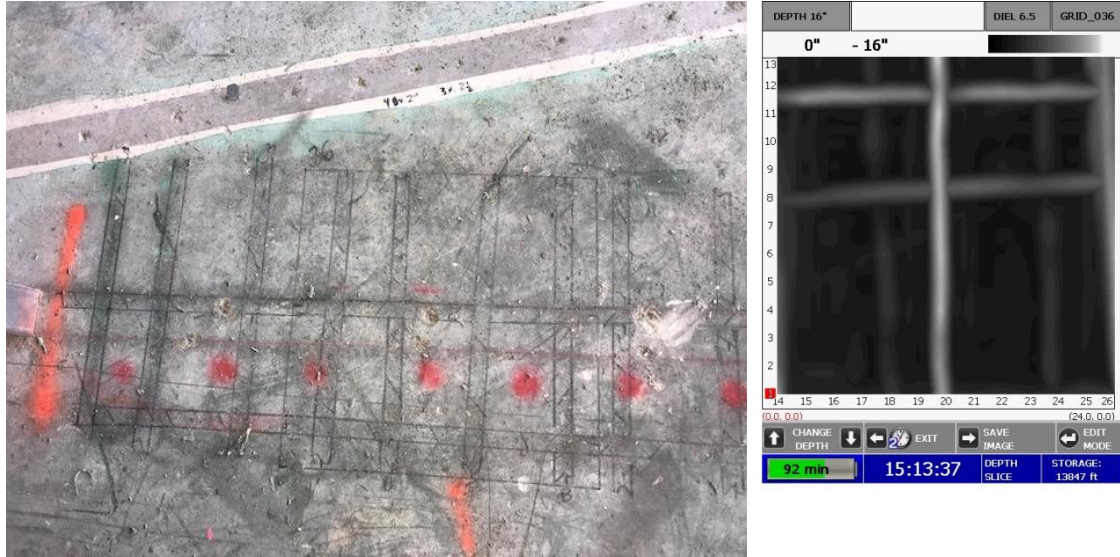 DEPTH 16"
DIEL 6.5
GRID_036
0" - 16"
13
12
11
10
9
8
7
6
5
4
3
2
1
14 15 16 17 18 19 20 21 22 23 24 25 26
(0.0, 0.0) (24.0, 0.0)
CHANGE DEPTH
2
EXIT
SAVE IMAGE
EDIT MODE
92 min
15:13:37
DEPTH SLICE
STORAGE: 13847 ft